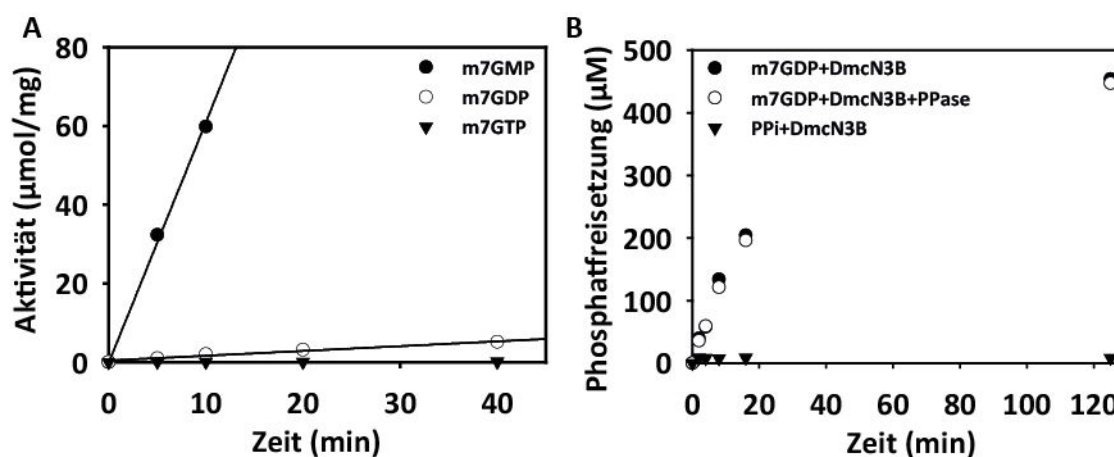 A
Aktivität (µmol/mg)
80
60
40
20
0
m7GMP
m7GDP
m7GTP
0 10 20 30 40
Zeit (min)
B
Phosphatfreisetzung (µM)
500
400
300
200
100
0
m7GDP+DmcN3B
m7GDP+DmcN3B+PPase
PPi+DmcN3B
0 20 40 60 80 100 120
Zeit (min)